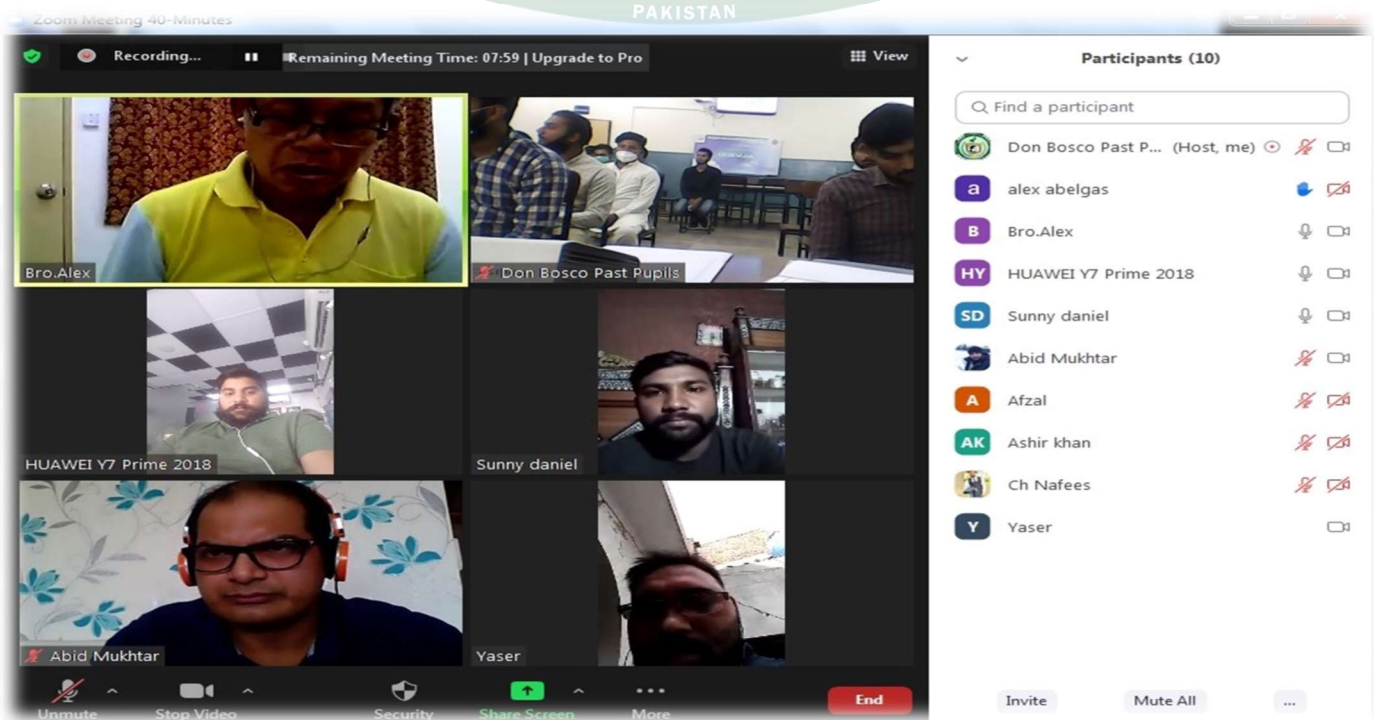 PAKISTAN
Zoom Meeting 40-Minutes
Recording...
Remaining Meeting Time: 07:59 | Upgrade to Pro
View
Bro.Alex
Don Bosco Past Pupils
HUAWEI Y7 Prime 2018
Sunny daniel
Abid Mukhtar
Yaser
Unmute
Stop Video
Security
Share Screen
More
End
Participants (10)
Find a participant
Don Bosco Past P... (Host, me)
a alex abelgas
B Bro.Alex
HY HUAWEI Y7 Prime 2018
SD Sunny daniel
Abid Mukhtar
A Afzal
AK Ashir khan
Ch Nafees
Y Yaser
Invite
Mute All
...